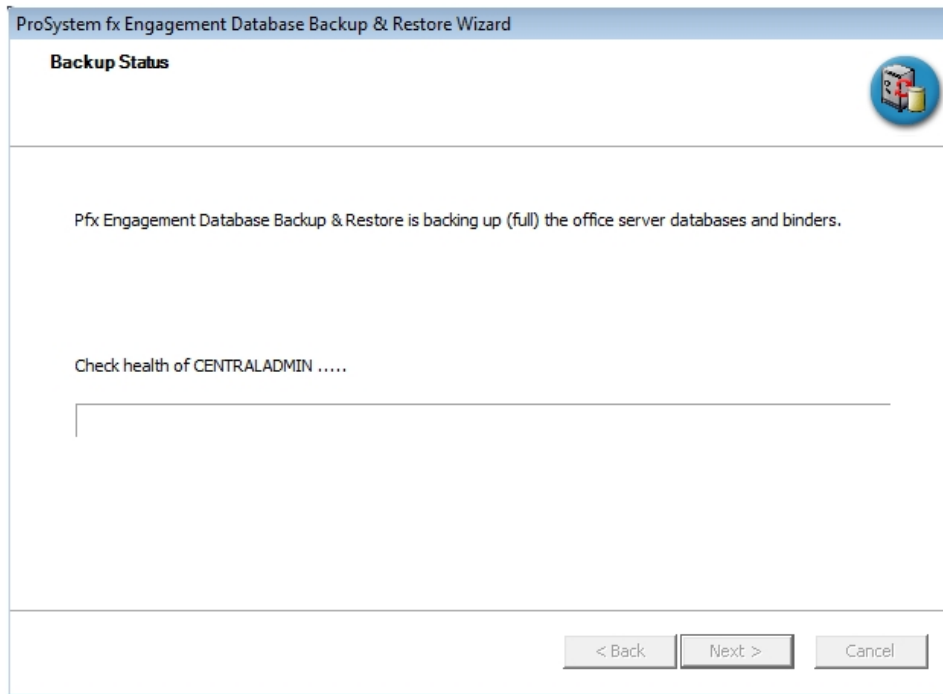 ProSystem fx Engagement Database Backup & Restore Wizard
Backup Status
Pfx Engagement Database Backup & Restore is backing up (full) the office server databases and binders.
Check health of CENTRALADMIN .....
< Back Next > Cancel